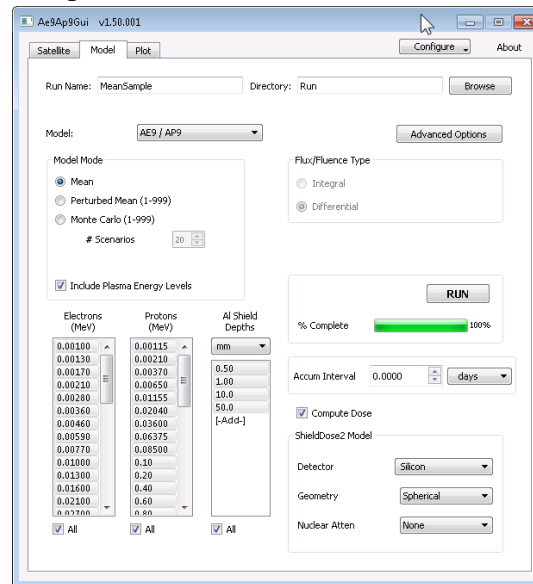 Ae9Ap9Gui v1.50.001
Satellite Model Plot Configure About
Run Name: MeanSample Directory: Run Browse
Model: AE9 / AP9 Advanced Options
Model Mode Flux/Fluence Type
Mean Integral
Perturbed Mean (1-999) Differential
Monte Carlo (1-999)
# Scenarios 20
Include Plasma Energy Levels RUN
Electrons (MeV) Protons (MeV) Al Shield Depths % Complete 100%
0.00100 0.00115 mm
0.00130 0.00210 0.50
0.00170 0.00370 1.00 Accum Interval 0.0000 days
0.00210 0.00650 10.0
0.00280 0.01155 50.0
0.00360 0.02040 [-Add-] Compute Dose
0.00460 0.03600 ShieldDose2 Model
0.00590 0.06375
0.00770 0.08500 Detector Silicon
0.01000 0.10
0.01300 0.20 Geometry Spherical
0.01600 0.40
0.02100 0.60 Nuclear Atten None
0.02700 0.80
All All All